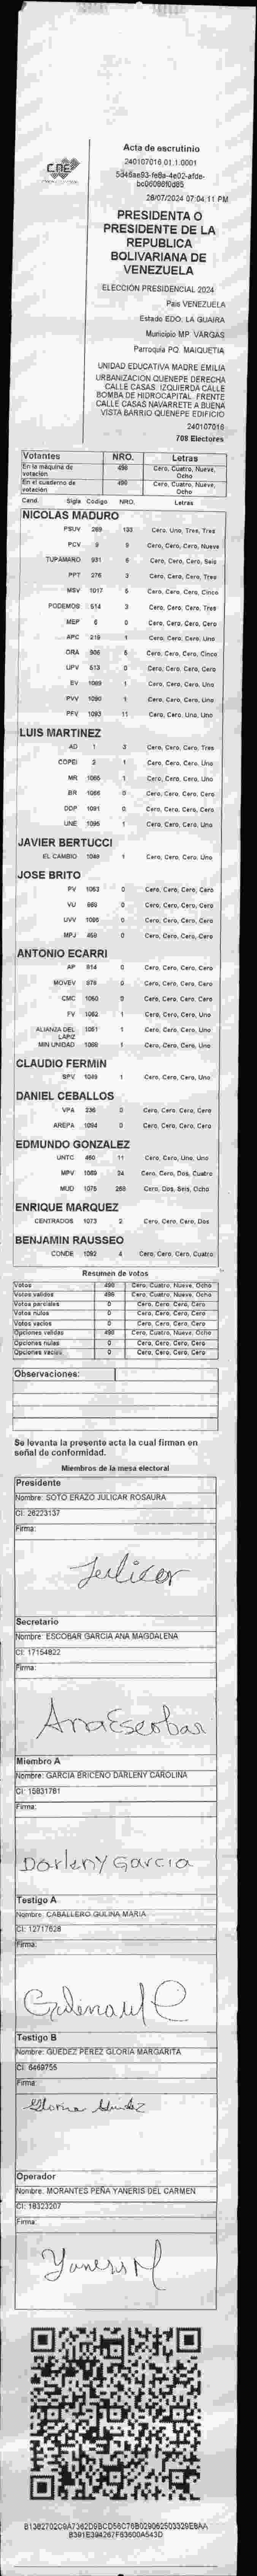 Acta de escrutinio
240107016.01.1.0001
CNE
28/07/2024 07:04:11 PM
PRESIDENTA O
PRESIDENTE DE LA
REPUBLICA
BOLIVARIANA DE
VENEZUELA
ELECCIÓN PRESIDENCIAL 2024
Pais VENEZUELA
Estado EDO. LA GUAIRA
Municipio MP. VARGAS
Parroquia PQ. MAIQUETIA
UNIDAD EDUCATIVA MADRE EMILIA
URBANIZACIÓN QUENEPE DERECHA
CALLE CASAS. IZQUIERDA CALLE
BOMBA DE HIDROCAPITAL. FRENTE
CALLE CASAS NAVARRETE A BUENA
VISTA BARRIO QUENEPE EDIFICIO
240107016
708 Electores
Votantes NRO. Letras
En la máquina de votación 498 Cero, Cuatro, Nueve, Ocho
En el cuaderno de votación 498 Cero, Cuatro, Nueve, Ocho
Cand. Sigla Codigo NRO. Letras
NICOLAS MADURO
PSUV 269 133 Cero, Uno, Tres, Tres
PCV 9 9 Cero, Cero, Cero, Nueve
TUPAMARO 931 6 Cero, Cero, Cero, Seis
PPT 276 3 Cero, Cero, Cero, Tres
MSV 1017 5 Cero, Cero, Cero, Cinco
PODEMOS 514 3 Cero, Cero, Cero, Tres
MEP 6 0 Cero, Cero, Cero, Cero
APC 219 1 Cero, Cero, Cero, Uno
ORA 906 5 Cero, Cero, Cero, Cinco
UPV 513 0 Cero, Cero, Cero, Cero
EV 1089 1 Cero, Cero, Cero, Uno
PVV 1090 1 Cero, Cero, Cero, Uno
PFV 1093 11 Cero, Cero, Uno, Uno
LUIS MARTINEZ
AD 1 3 Cero, Cero, Cero, Tres
COPEI 2 1 Cero, Cero, Cero, Uno
MR 1065 1 Cero, Cero, Cero, Uno
BR 1066 0 Cero, Cero, Cero, Cero
DDP 1091 0 Cero, Cero, Cero, Cero
UNE 1095 1 Cero, Cero, Cero, Uno
JAVIER BERTUCCI
EL CAMBIO 1048 1 Cero, Cero, Cero, Uno
JOSE BRITO
PV 1063 0 Cero, Cero, Cero, Cero
VU 0 Cero, Cero, Cero, Cero
UVV 0 Cero, Cero, Cero, Cero
MPJ 0 Cero, Cero, Cero, Cero
ANTONIO ECARRI
AP 814 0 Cero, Cero, Cero, Cero
MOVEV 979 0 Cero, Cero, Cero, Cero
CMC 1050 0 Cero, Cero, Cero, Cero
FV 1062 1 Cero, Cero, Cero, Uno
ALIANZA DEL LAPIZ 1081 1 Cero, Cero, Cero, Uno
MIN UNIDAD 1088 1 Cero, Cero, Cero, Uno
CLAUDIO FERMIN
SPV 1049 1 Cero, Cero, Cero, Uno
DANIEL CEBALLOS
VPA 236 0 Cero, Cero, Cero, Cero
AREPA 1094 0 Cero, Cero, Cero, Cero
EDMUNDO GONZALEZ
UNTC 460 11 Cero, Cero, Uno, Uno
MPV 1069 24 Cero, Cero, Dos, Cuatro
MUD 1076 268 Cero, Dos, Seis, Ocho
ENRIQUE MARQUEZ
CENTRADOS 1073 2 Cero, Cero, Cero, Dos
BENJAMIN RAUSSEO
CONDE 1092 4 Cero, Cero, Cero, Cuatro
Resumen de votos
Votos 498 Cero, Cuatro, Nueve, Ocho
Votos validos 498 Cero, Cuatro, Nueve, Ocho
Votos parciales 0 Cero, Cero, Cero, Cero
Votos nulos 0 Cero, Cero, Cero, Cero
Votos vacios 0 Cero, Cero, Cero, Cero
Opciones validas 498 Cero, Cuatro, Nueve, Ocho
Opciones nulas 0 Cero, Cero, Cero, Cero
Opciones vacias 0 Cero, Cero, Cero, Cero
Observaciones:
Se levanta la presente acta la cual firman en
señal de conformidad.
Miembros de la mesa electoral
Presidente
Nombre: SOTO ERAZO JULICAR ROSAURA
CI: 26223137
Firma:
Julicar
Secretario
Nombre: ESCOBAR GARCIA ANA MAGDALENA
CI: 17154822
Firma:
Ana Escobar
Miembro A
Nombre: GARCIA BRICEÑO DARLENY CAROLINA
CI: 15831781
Firma:
Darleny Garcia
Testigo A
Nombre: CABALLERO GULINA MARIA
CI: 12717628
Firma:
Testigo B
Nombre: GUEDEZ PEREZ GLORIA MARGARITA
CI: 6469755
Firma:
Gloria Guedez
Operador
Nombre: MORANTES PEÑA YANERIS DEL CARMEN
CI: 18323207
Firma:
Yaneris M